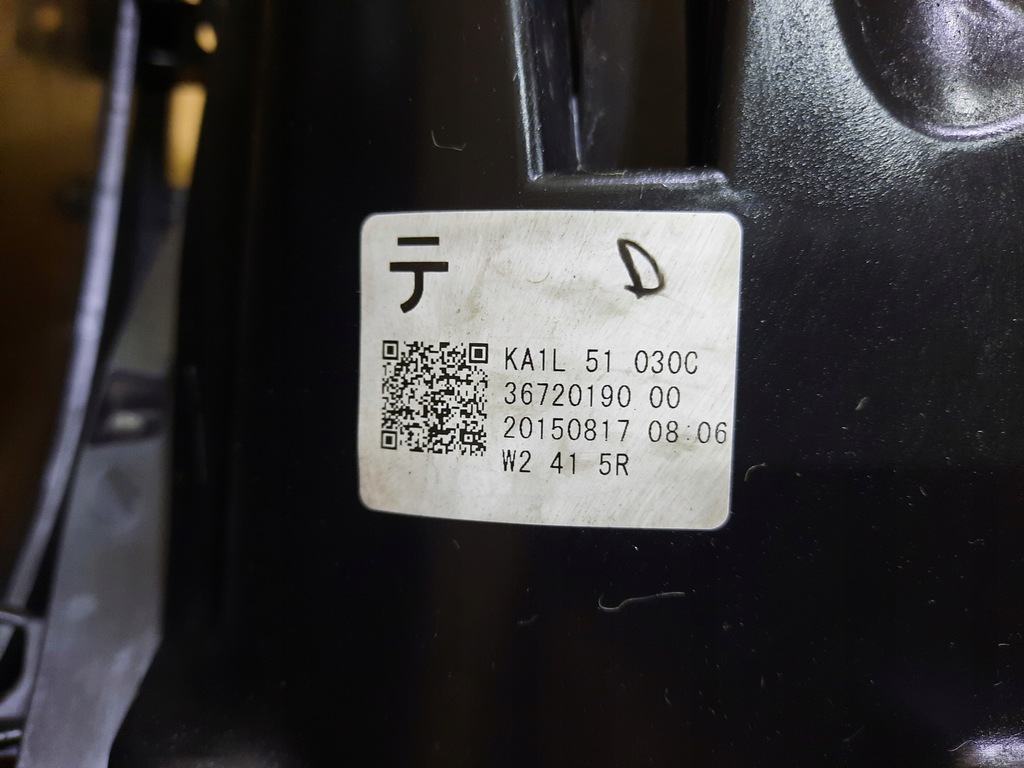 テ D
KA1L 51 030C
36720190 00
20150817 08:06
W2 41 5R